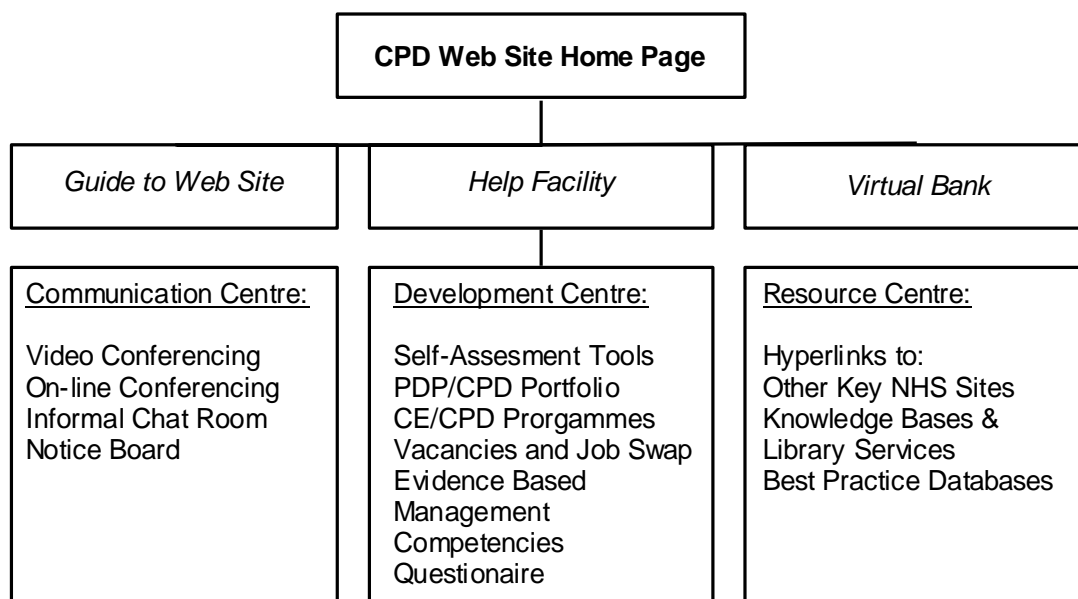 CPD Web Site Home Page
Guide to Web Site
Help Facility
Virtual Bank
Communication Centre:
Video Conferencing
On-line Conferencing
Informal Chat Room
Notice Board
Development Centre:
Self-Assesment Tools
PDP/CPD Portfolio
CE/CPD Prorgammes
Vacancies and Job Swap
Evidence Based
Management
Competencies
Questionaire
Resource Centre:
Hyperlinks to:
Other Key NHS Sites
Knowledge Bases &
Library Services
Best Practice Databases